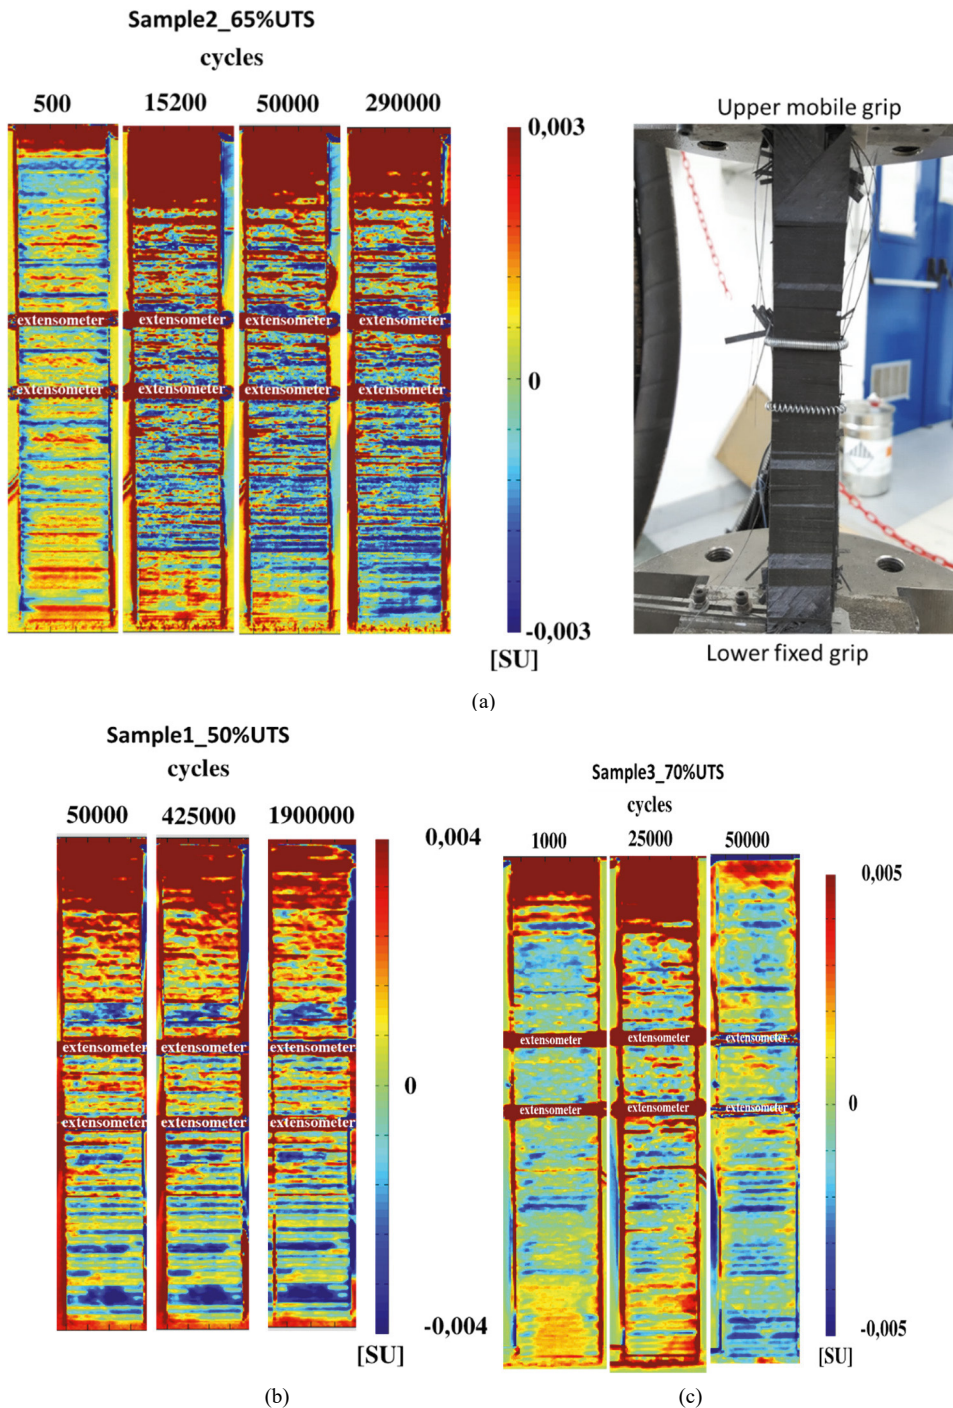 Sample2_65%UTS
cycles
500 15200 50000 290000
0,003
0
-0,003
[SU]
extensometer extensometer extensometer extensometer
extensometer extensometer extensometer extensometer
Upper mobile grip
Lower fixed grip
(a)
Sample1_50%UTS
cycles
50000 425000 1900000
0,004
0
-0,004
[SU]
extensometer extensometer extensometer
extensometer extensometer extensometer
(b)
Sample3_70%UTS
cycles
1000 25000 50000
0,005
0
-0,005
[SU]
extensometer extensometer extensometer
extensometer extensometer extensometer
(c)